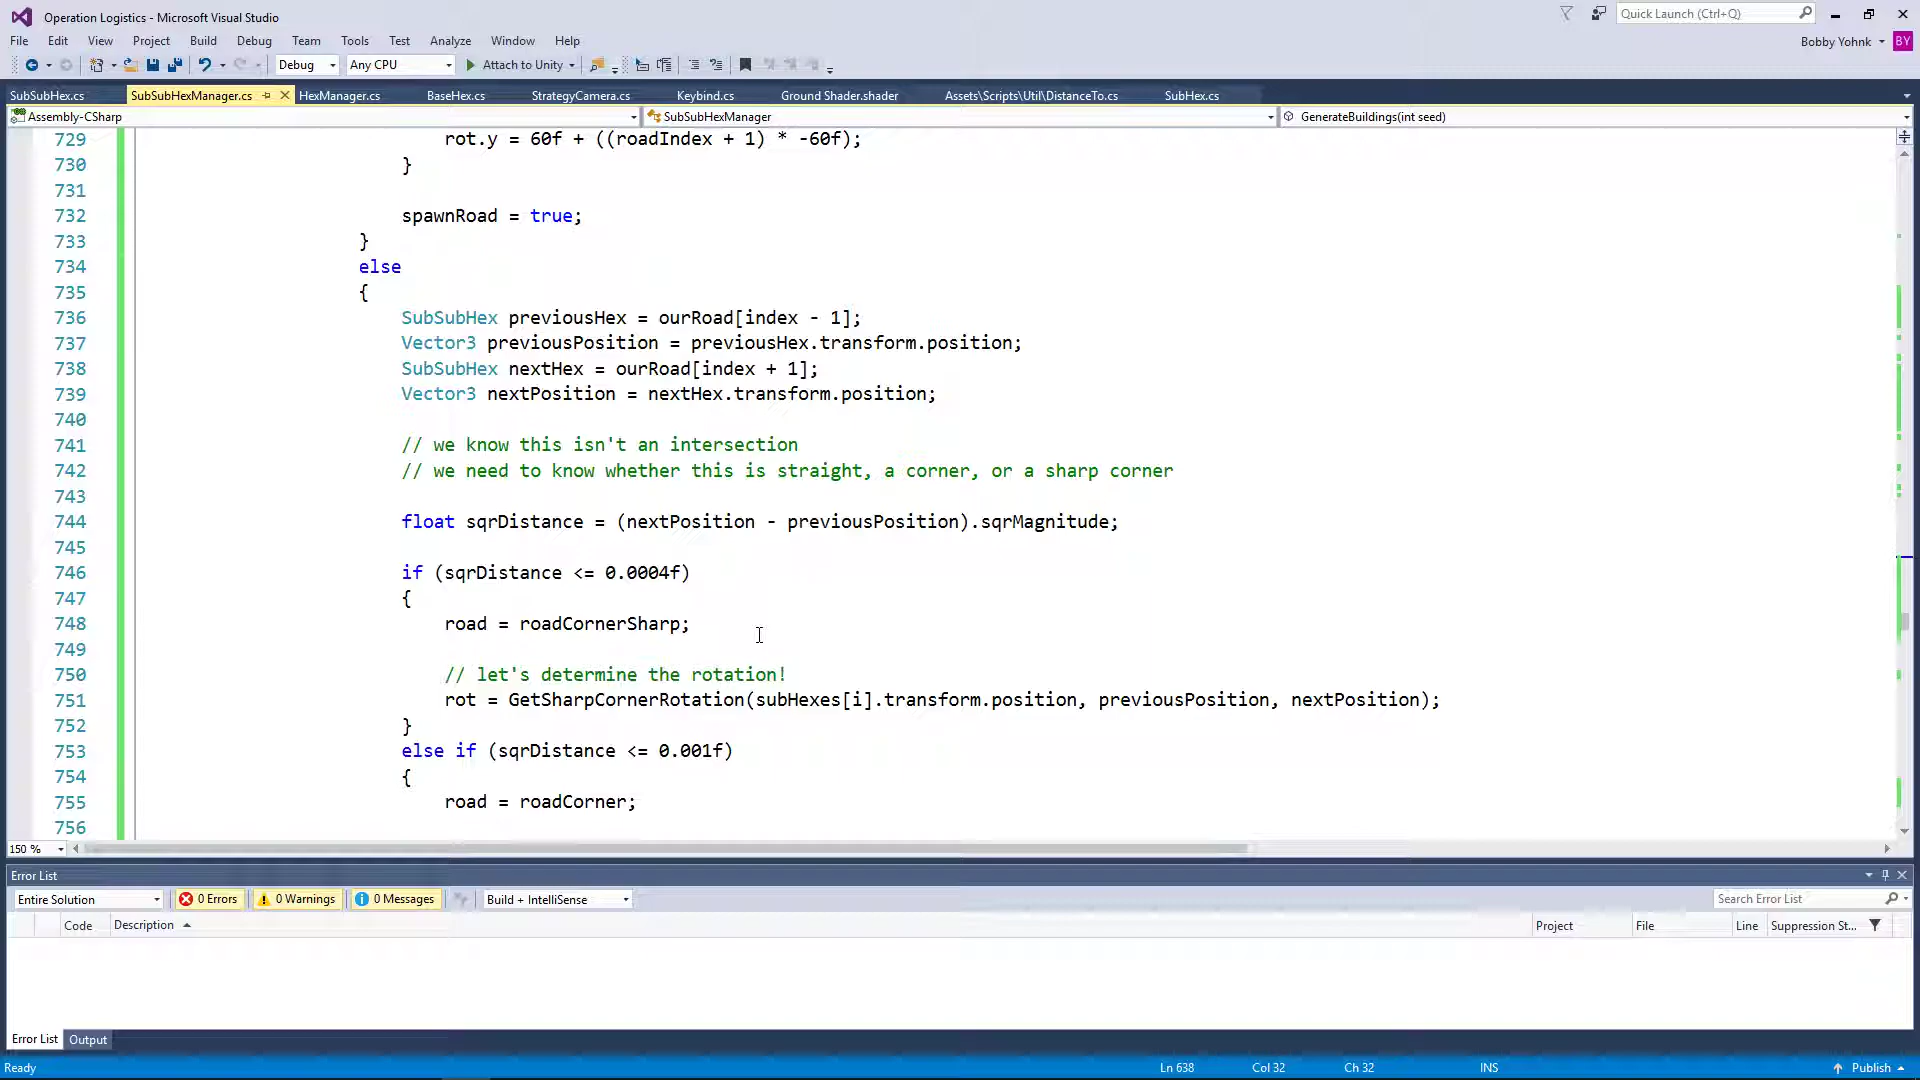 Operation Logistics - Microsoft Visual Studio
Quick Launch (Ctrl+Q)
File Edit View Project Build Debug Team Tools Test Analyze Window Help
Bobby Yohnk BY
Debug Any CPU Attach to Unity
SubSubHex.cs SubSubHexManager.cs HexManager.cs BaseHex.cs StrategyCamera.cs Keybind.cs Ground Shader.shader Assets\Scripts\Util\DistanceTo.cs SubHex.cs
Assembly-CSharp SubSubHexManager GenerateBuildings(int seed)
729 rot.y = 60f + ((roadIndex + 1) * -60f);
730 }
731
732 spawnRoad = true;
733 }
734 else
735 {
736 SubSubHex previousHex = ourRoad[index - 1];
737 Vector3 previousPosition = previousHex.transform.position;
738 SubSubHex nextHex = ourRoad[index + 1];
739 Vector3 nextPosition = nextHex.transform.position;
740
741 // we know this isn't an intersection
742 // we need to know whether this is straight, a corner, or a sharp corner
743
744 float sqrDistance = (nextPosition - previousPosition).sqrMagnitude;
745
746 if (sqrDistance <= 0.0004f)
747 {
748 road = roadCornerSharp;
749
750 // let's determine the rotation!
751 rot = GetSharpCornerRotation(subHexes[i].transform.position, previousPosition, nextPosition);
752 }
753 else if (sqrDistance <= 0.001f)
754 {
755 road = roadCorner;
756
150 %
Error List
Entire Solution 0 Errors 0 Warnings 0 Messages Build + IntelliSense Search Error List
Code Description Project File Line Suppression St...
Error List Output
Ready Ln 638 Col 32 Ch 32 INS Publish